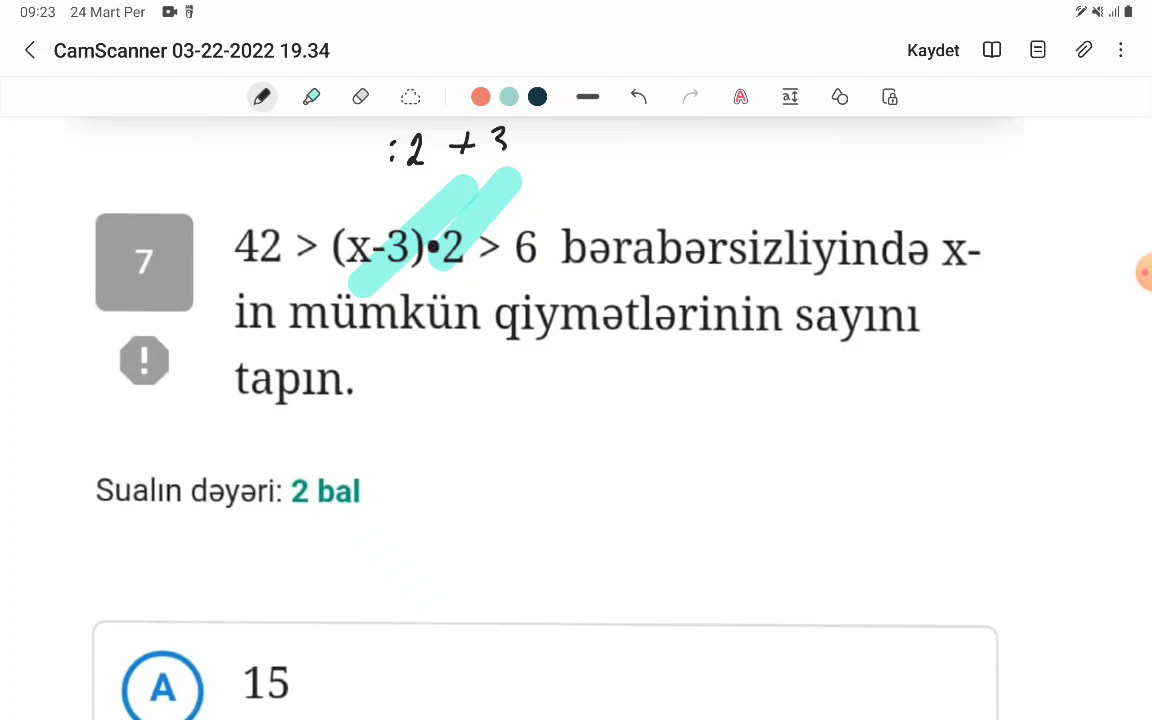 09:23 24 Mart Per
CamScanner 03-22-2022 19.34
Kaydet
:2 +3
7
42 > (x-3)•2 > 6 bərabərsizliyində x-
in mümkün qiymətlərinin sayını
tapın.
!
Sualın dəyəri: 2 bal
A 15